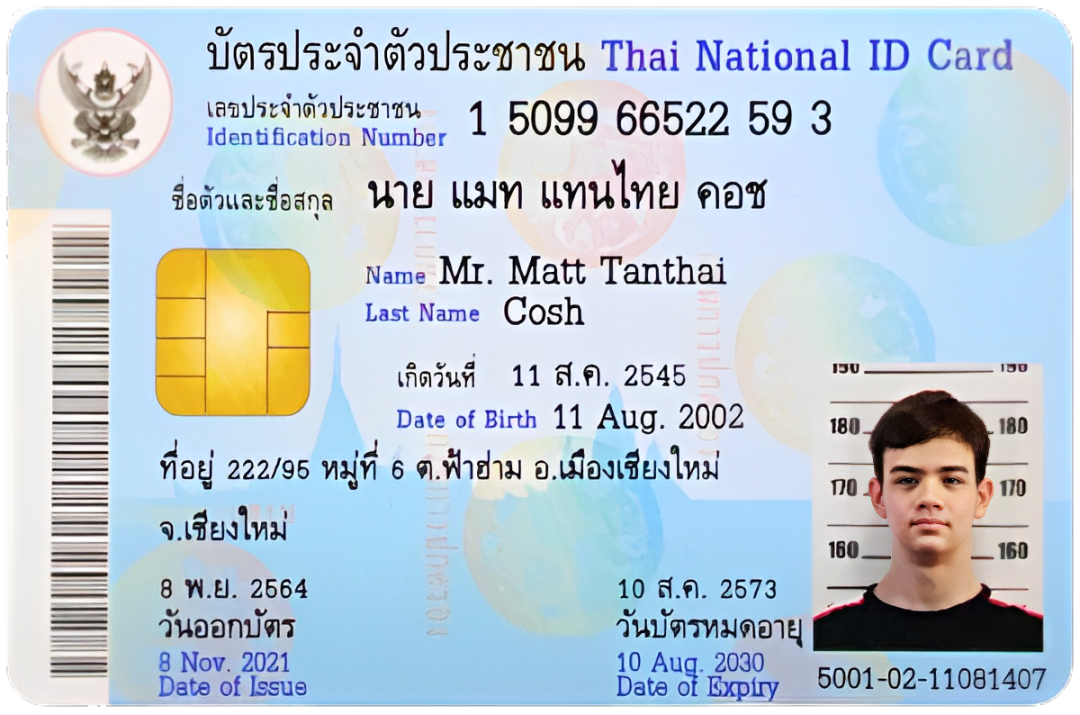 บัตรประจำตัวประชาชน Thai National ID Card
เลขประจำตัวประชาชน
Identification Number
1 5099 66522 59 3
ชื่อตัวและชื่อสกุล นาย แมท แทนไทย คอช
Name Mr. Matt Tanthai
Last Name Cosh
เกิดวันที่ 11 ส.ค. 2545
Date of Birth 11 Aug. 2002
ที่อยู่ 222/95 หมู่ที่ 6 ต.ฟ้าฮ่าม อ.เมืองเชียงใหม่
จ.เชียงใหม่
190 190
180 180
170 170
160 160
8 พ.ย. 2564
วันออกบัตร
8 Nov. 2021
Date of Issue
10 ส.ค. 2573
วันบัตรหมดอายุ
10 Aug. 2030
Date of Expiry
5001-02-11081407